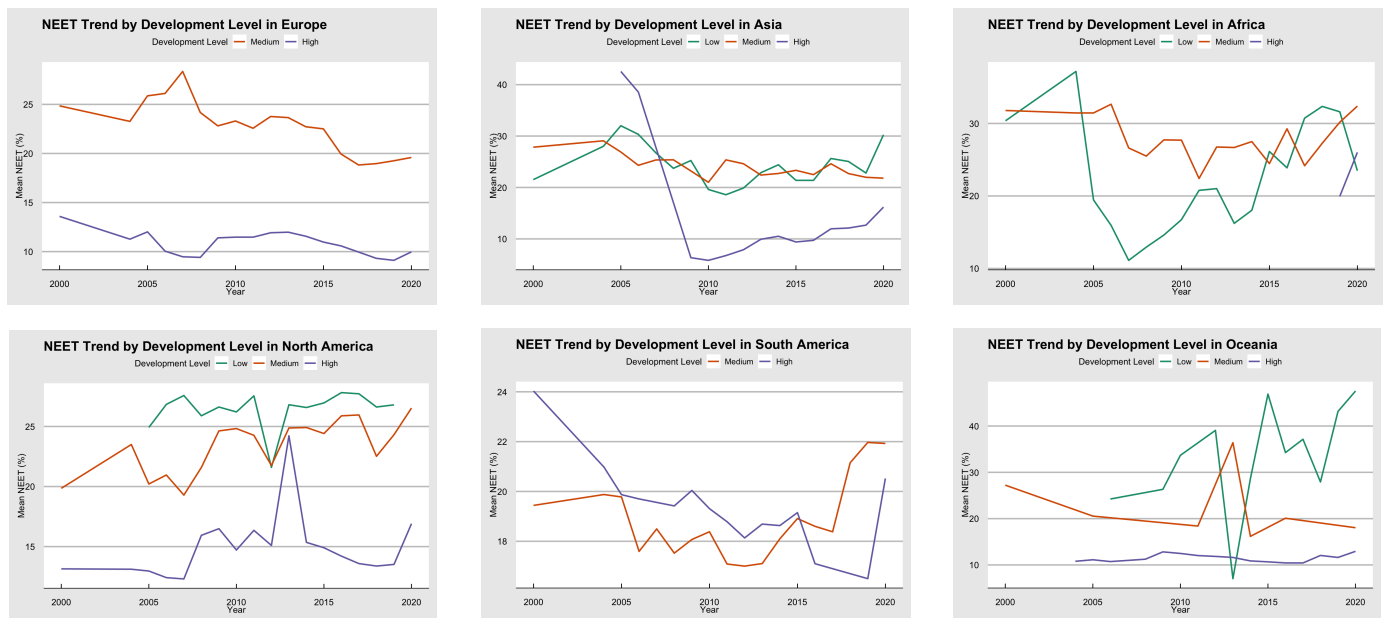 NEET Trend by Development Level in Europe
Development Level Medium High
Mean NEET (%)
25
20
15
10
2000 2005 2010 2015 2020
Year
NEET Trend by Development Level in Asia
Development Level Low Medium High
Mean NEET (%)
40
30
20
10
2000 2005 2010 2015 2020
Year
NEET Trend by Development Level in Africa
Development Level Low Medium High
Mean NEET (%)
30
20
10
2000 2005 2010 2015 2020
Year
NEET Trend by Development Level in North America
Development Level Low Medium High
Mean NEET (%)
25
20
15
2000 2005 2010 2015 2020
Year
NEET Trend by Development Level in South America
Development Level Medium High
Mean NEET (%)
24
22
20
18
2000 2005 2010 2015 2020
Year
NEET Trend by Development Level in Oceania
Development Level Low Medium High
Mean NEET (%)
40
30
20
10
2000 2005 2010 2015 2020
Year